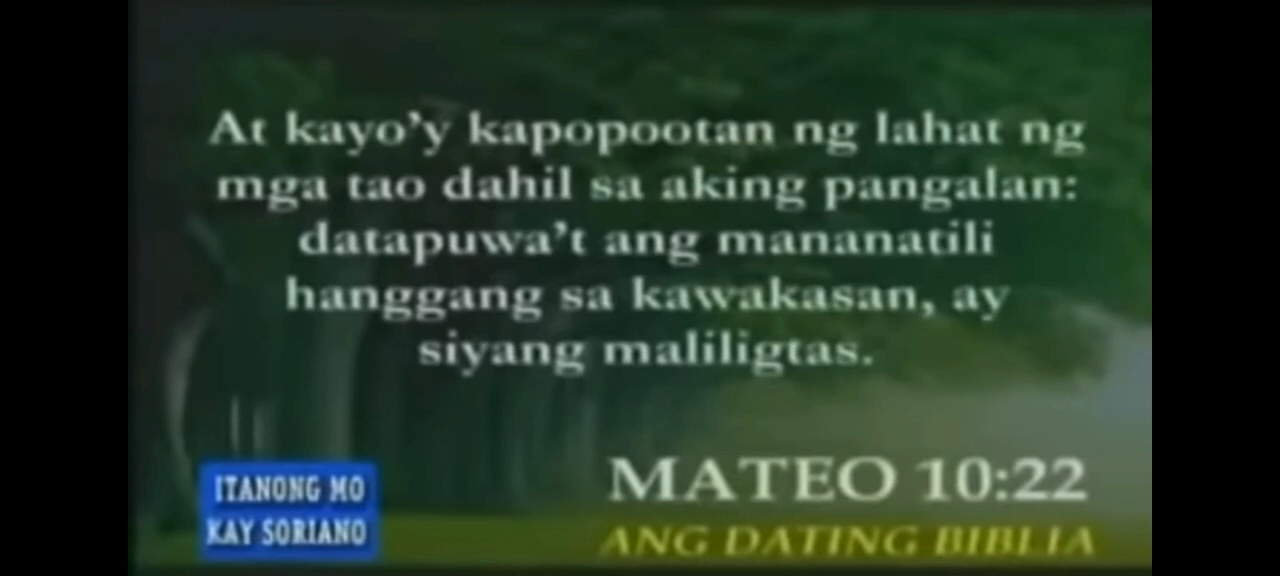 At kayo'y kapopootan ng lahat ng
mga tao dahil sa aking pangalan:
datapuwa't ang mananatili
hanggang sa kawakasan, ay
siyang maliligtas.
MATEO 10:22
ANG DATING BIBLIA
ITANONG MO
KAY SORIANO